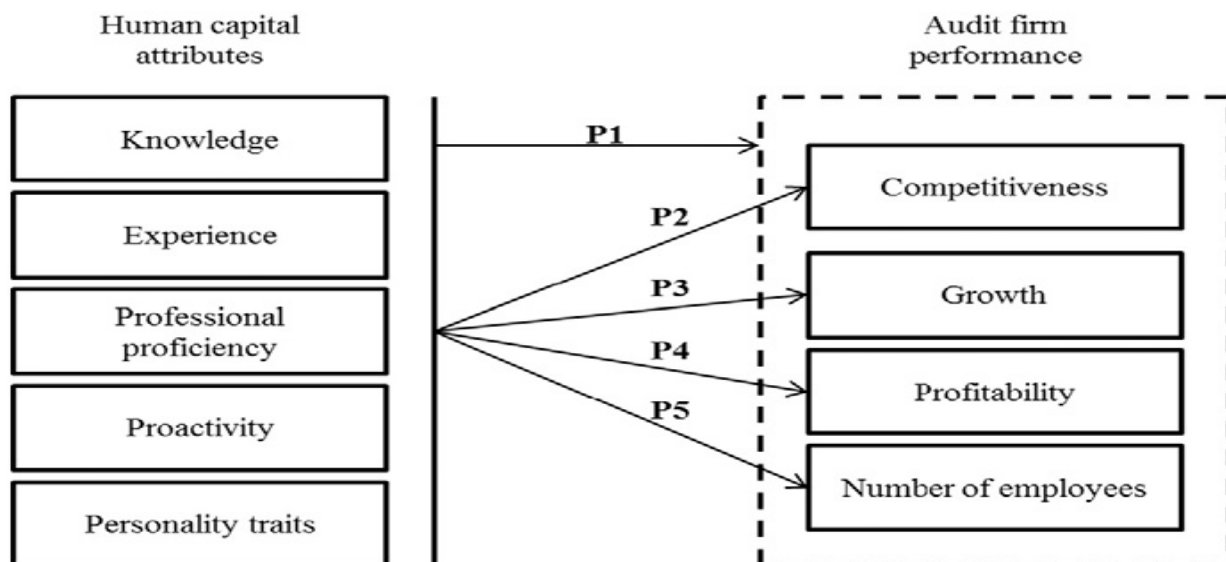 Human capital
attributes
Audit firm
performance
Knowledge
Experience
Professional
proficiency
Proactivity
Personality traits
P1
P2
P3
P4
P5
Competitiveness
Growth
Profitability
Number of employees